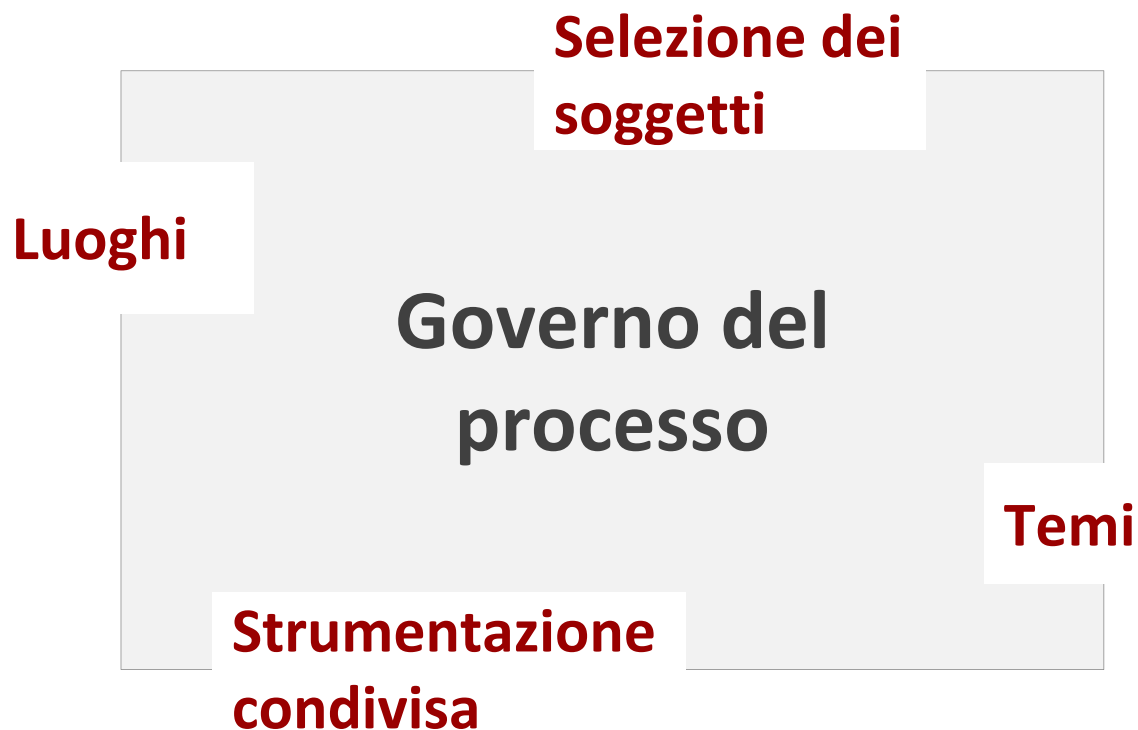 Selezione dei
soggetti
Luoghi
Governo del
processo
Temi
Strumentazione
condivisa